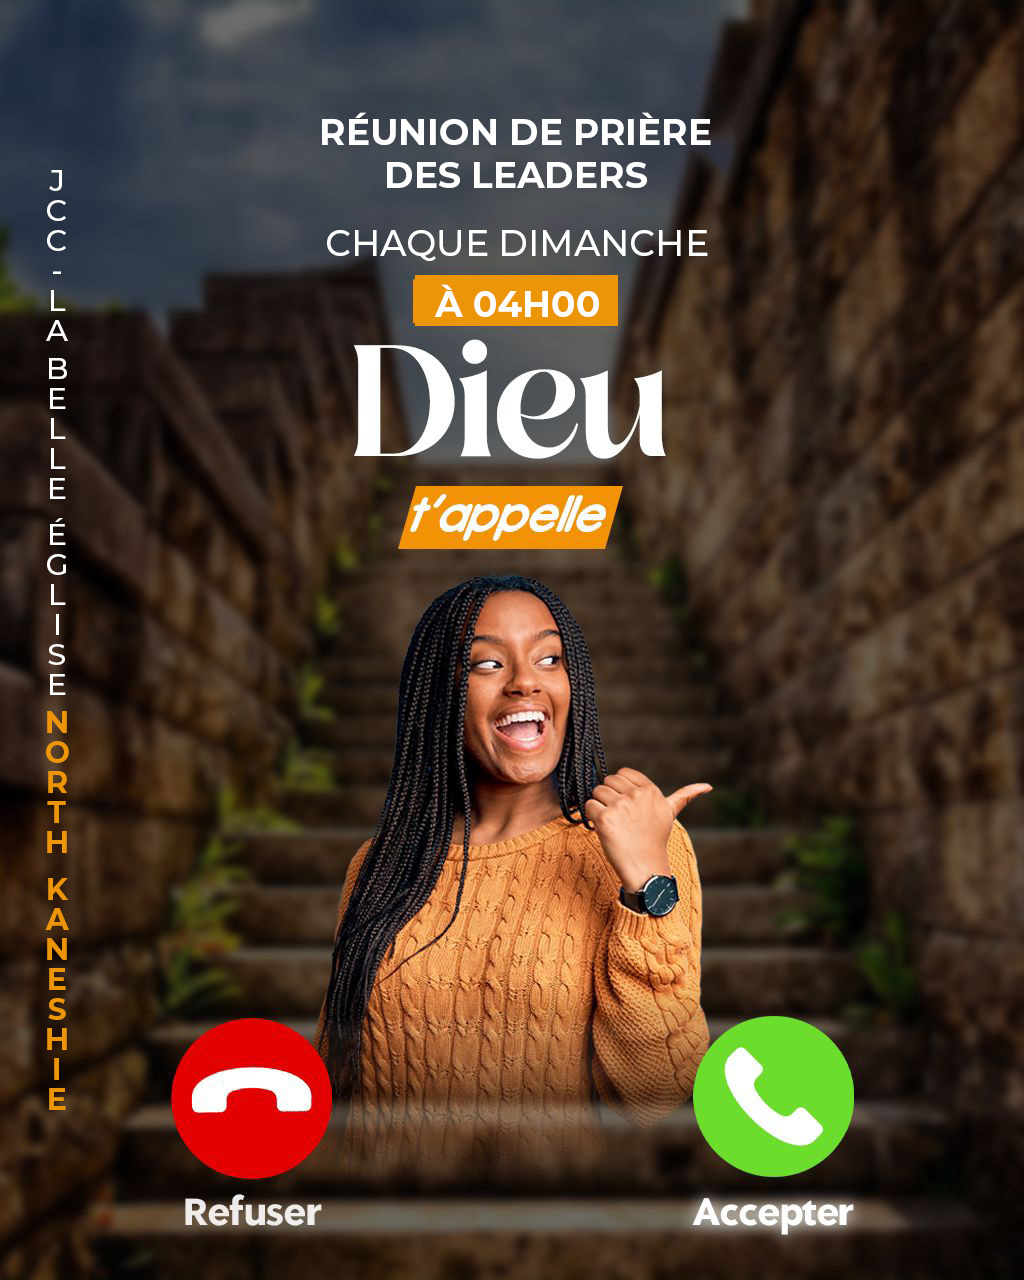 RÉUNION DE PRIÈRE
DES LEADERS
CHAQUE DIMANCHE
À 04H00
Dieu
t'appelle
JCC - LA BELLE ÉGLISE NORTH KANESHIE
Refuser
Accepter